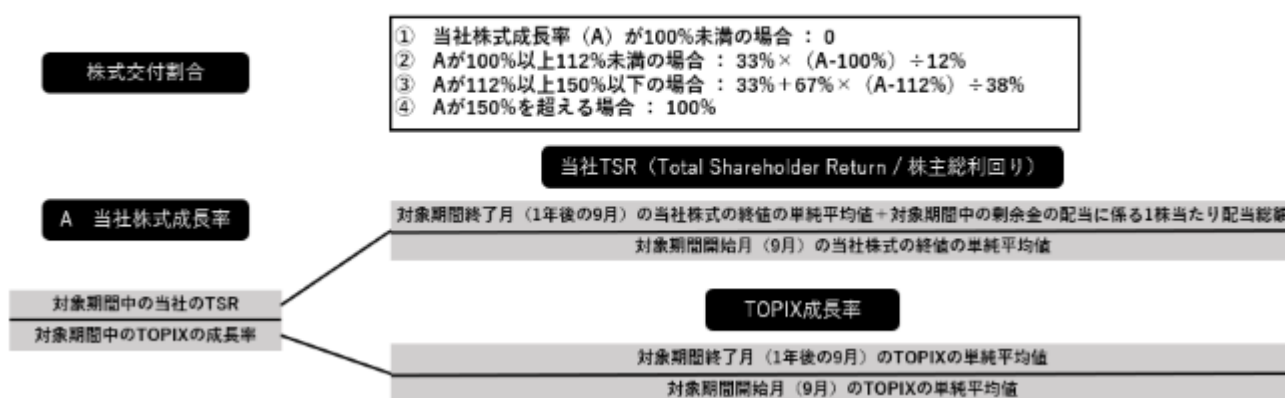 株式交付割合
① 当社株式成長率（A）が100%未満の場合 ： 0
② Aが100%以上112%未満の場合 ： 33%×（A-100%）÷12%
③ Aが112%以上150%以下の場合 ： 33%＋67%×（A-112%）÷38%
④ Aが150%を超える場合 ： 100%
当社TSR（Total Shareholder Return / 株主総利回り）
A 当社株式成長率
対象期間終了月（1年後の9月）の当社株式の終値の単純平均値＋対象期間中の剰余金の配当に係る1株当たり配当総額
対象期間開始月（9月）の当社株式の終値の単純平均値
対象期間中の当社のTSR
対象期間中のTOPIXの成長率
TOPIX成長率
対象期間終了月（1年後の9月）のTOPIXの単純平均値
対象期間開始月（9月）のTOPIXの単純平均値